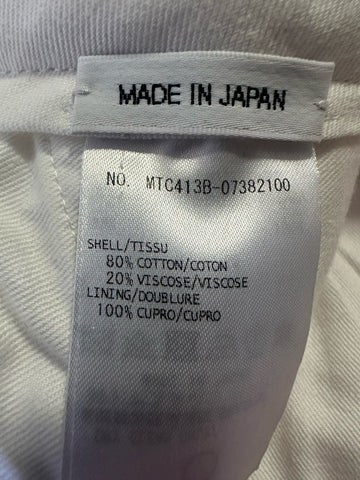 MADE IN JAPAN
NO. MTC413B-07382100
SHELL/TISSU
80% COTTON/COTON
20% VISCOSE/VISCOSE
LINING/DOUBLURE
100% CUPRO/CUPRO